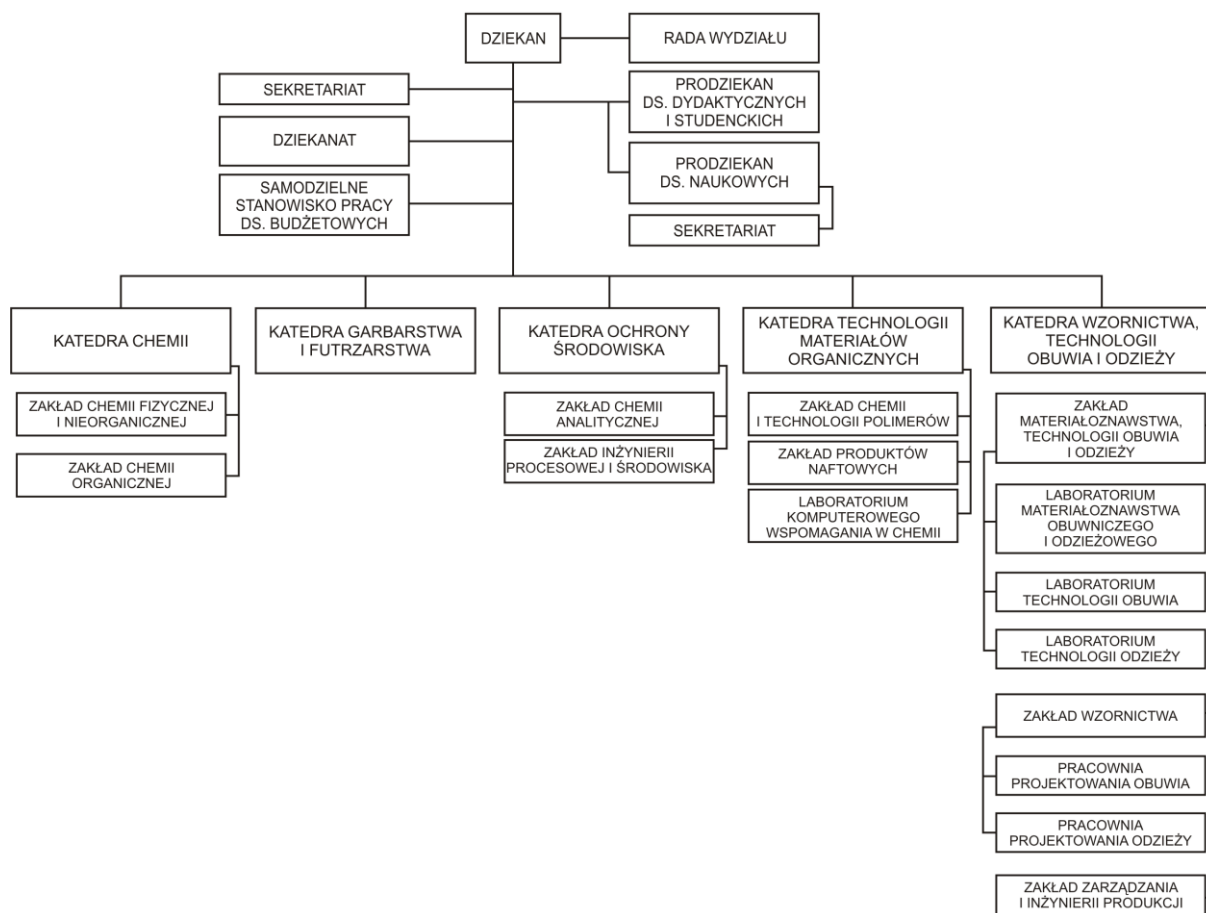 DZIEKAN
RADA WYDZIAŁU
SEKRETARIAT
DZIEKANAT
SAMODZIELNE
STANOWISKO PRACY
DS. BUDŻETOWYCH
PRODZIEKAN
DS. DYDAKTYCZNYCH
I STUDENCKICH
PRODZIEKAN
DS. NAUKOWYCH
SEKRETARIAT
KATEDRA CHEMII
ZAKŁAD CHEMII FIZYCZNEJ
I NIEORGANICZNEJ
ZAKŁAD CHEMII
ORGANICZNEJ
KATEDRA GARBARSTWA
I FUTRZARSTWA
KATEDRA OCHRONY
ŚRODOWISKA
ZAKŁAD CHEMII
ANALITYCZNEJ
ZAKŁAD INŻYNIERII
PROCESOWEJ I ŚRODOWISKA
KATEDRA TECHNOLOGII
MATERIAŁÓW
ORGANICZNYCH
ZAKŁAD CHEMII
I TECHNOLOGII POLIMERÓW
ZAKŁAD PRODUKTÓW
NAFTOWYCH
LABORATORIUM
KOMPUTEROWEGO
WSPOMAGANIA W CHEMII
KATEDRA WZORNICTWA,
TECHNOLOGII
OBUWIA I ODZIEŻY
ZAKŁAD
MATERIAŁOZNAWSTWA,
TECHNOLOGII OBUWIA
I ODZIEŻY
LABORATORIUM
MATERIAŁOZNAWSTWA
OBUWNICZEGO
I ODZIEŻOWEGO
LABORATORIUM
TECHNOLOGII OBUWIA
LABORATORIUM
TECHNOLOGII ODZIEŻY
ZAKŁAD WZORNICTWA
PRACOWNIA
PROJEKTOWANIA OBUWIA
PRACOWNIA
PROJEKTOWANIA ODZIEŻY
ZAKŁAD ZARZĄDZANIA
I INŻYNIERII PRODUKCJI